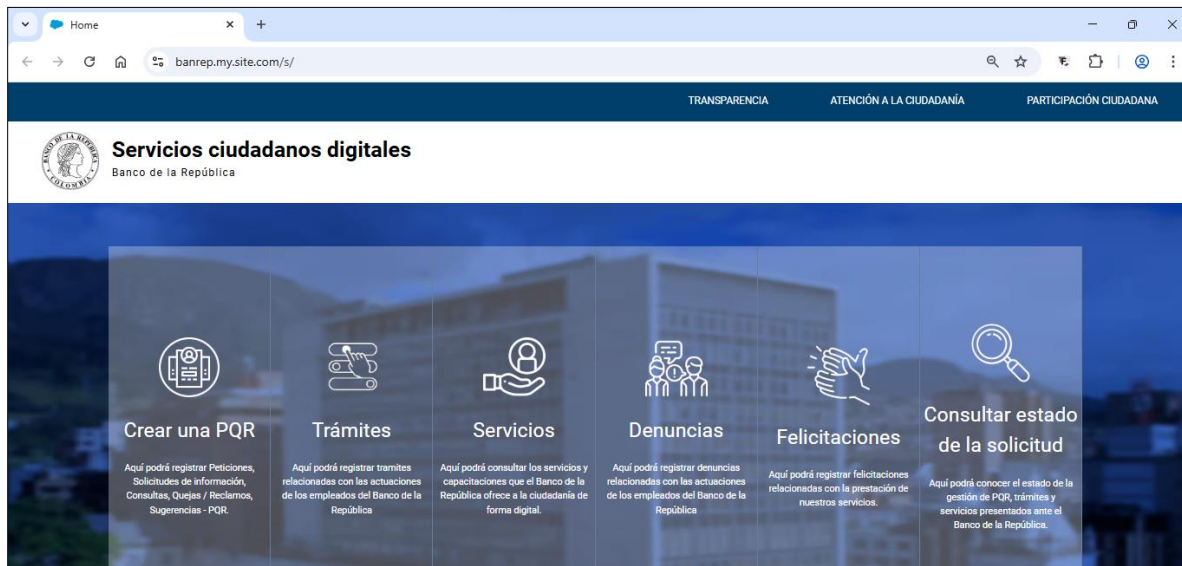 Home
banrep.my.site.com/s/
TRANSPARENCIA
ATENCIÓN A LA CIUDADANÍA
PARTICIPACIÓN CIUDADANA
BANCO DE LA REPÚBLICA
COLOMBIA
Servicios ciudadanos digitales
Banco de la República
Crear una PQR
Aquí podrá registrar Peticiones,
Solicitudes de información,
Consultas, Quejas / Reclamos,
Sugerencias - PQR.
Trámites
Aquí podrá registrar tramites
relacionadas con las actuaciones
de los empleados del Banco de la
República
Servicios
Aquí podrá consultar los servicios y
capacitaciones que el Banco de la
República ofrece a la ciudadanía de
forma digital.
Denuncias
Aquí podrá registrar denuncias
relacionadas con las actuaciones
de los empleados del Banco de la
República
Felicitaciones
Aquí podrá registrar felicitaciones
relacionadas con la prestación de
nuestros servicios.
Consultar estado
de la solicitud
Aquí podrá conocer el estado de la
gestión de PQR, trámites y
servicios presentados ante el
Banco de la República.